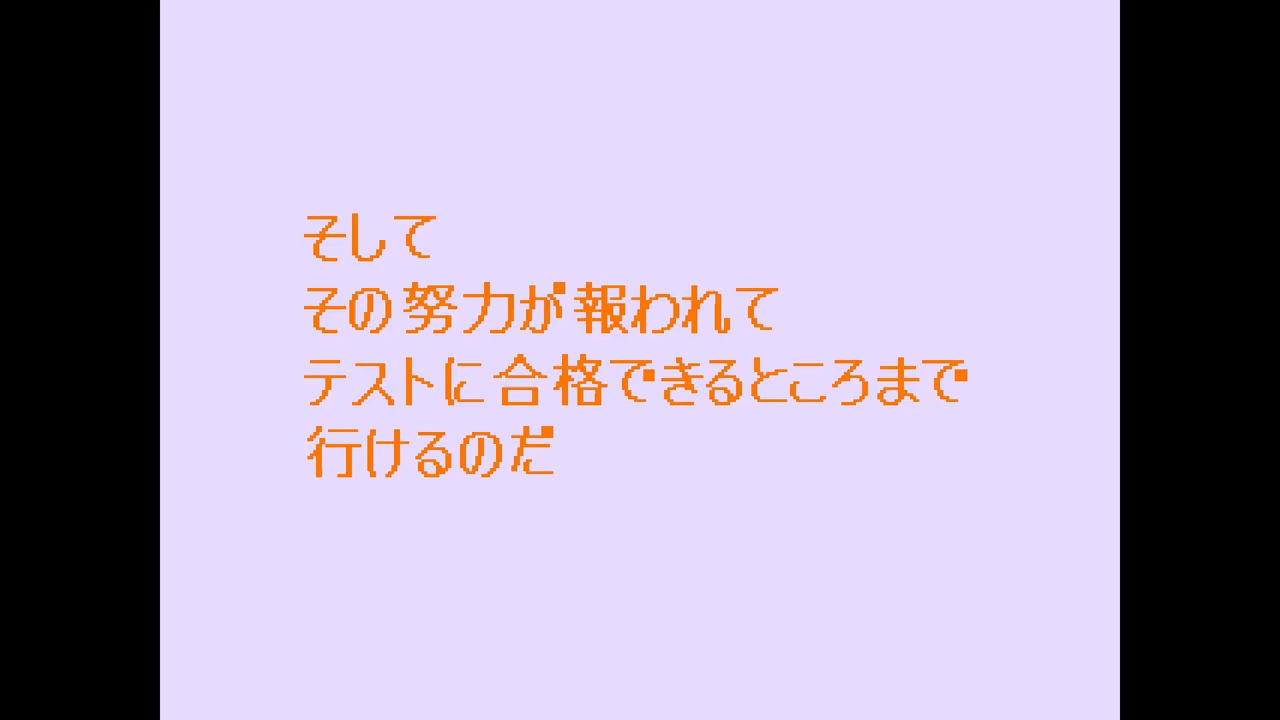 そして
その努力が報われて
テストに合格できるところまで
行けるのだ